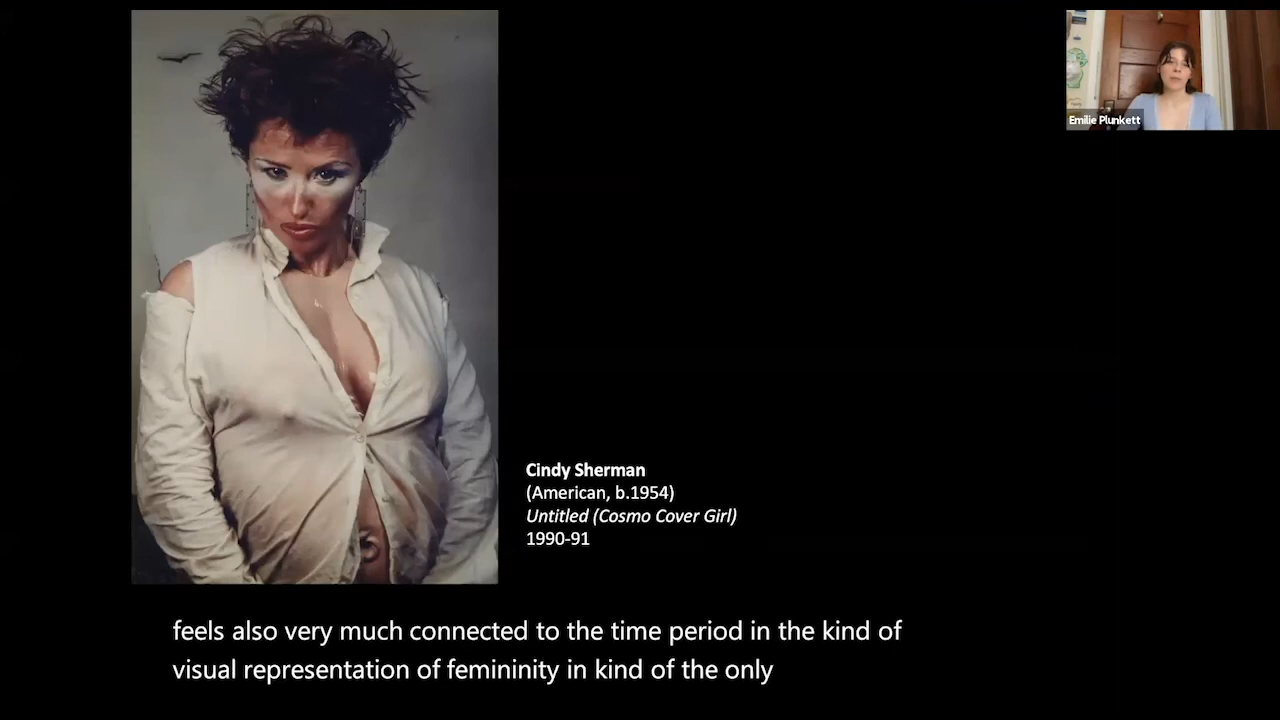 Emilie Plunkett
Cindy Sherman
(American, b.1954)
Untitled (Cosmo Cover Girl)
1990-91
feels also very much connected to the time period in the kind of
visual representation of femininity in kind of the only